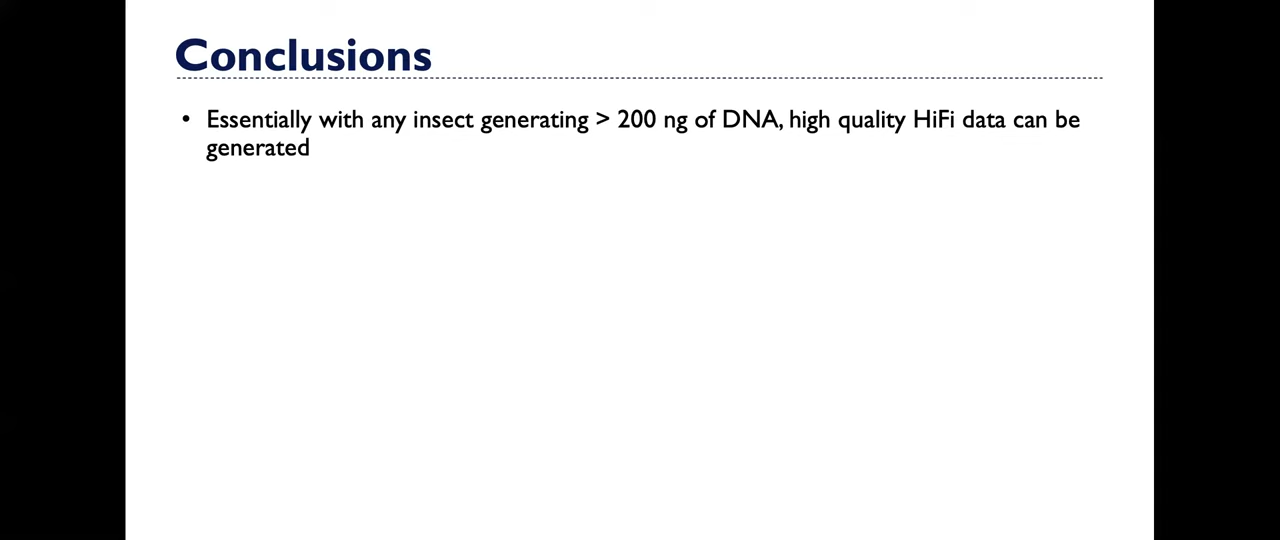 Conclusions
• Essentially with any insect generating > 200 ng of DNA, high quality HiFi data can be
generated